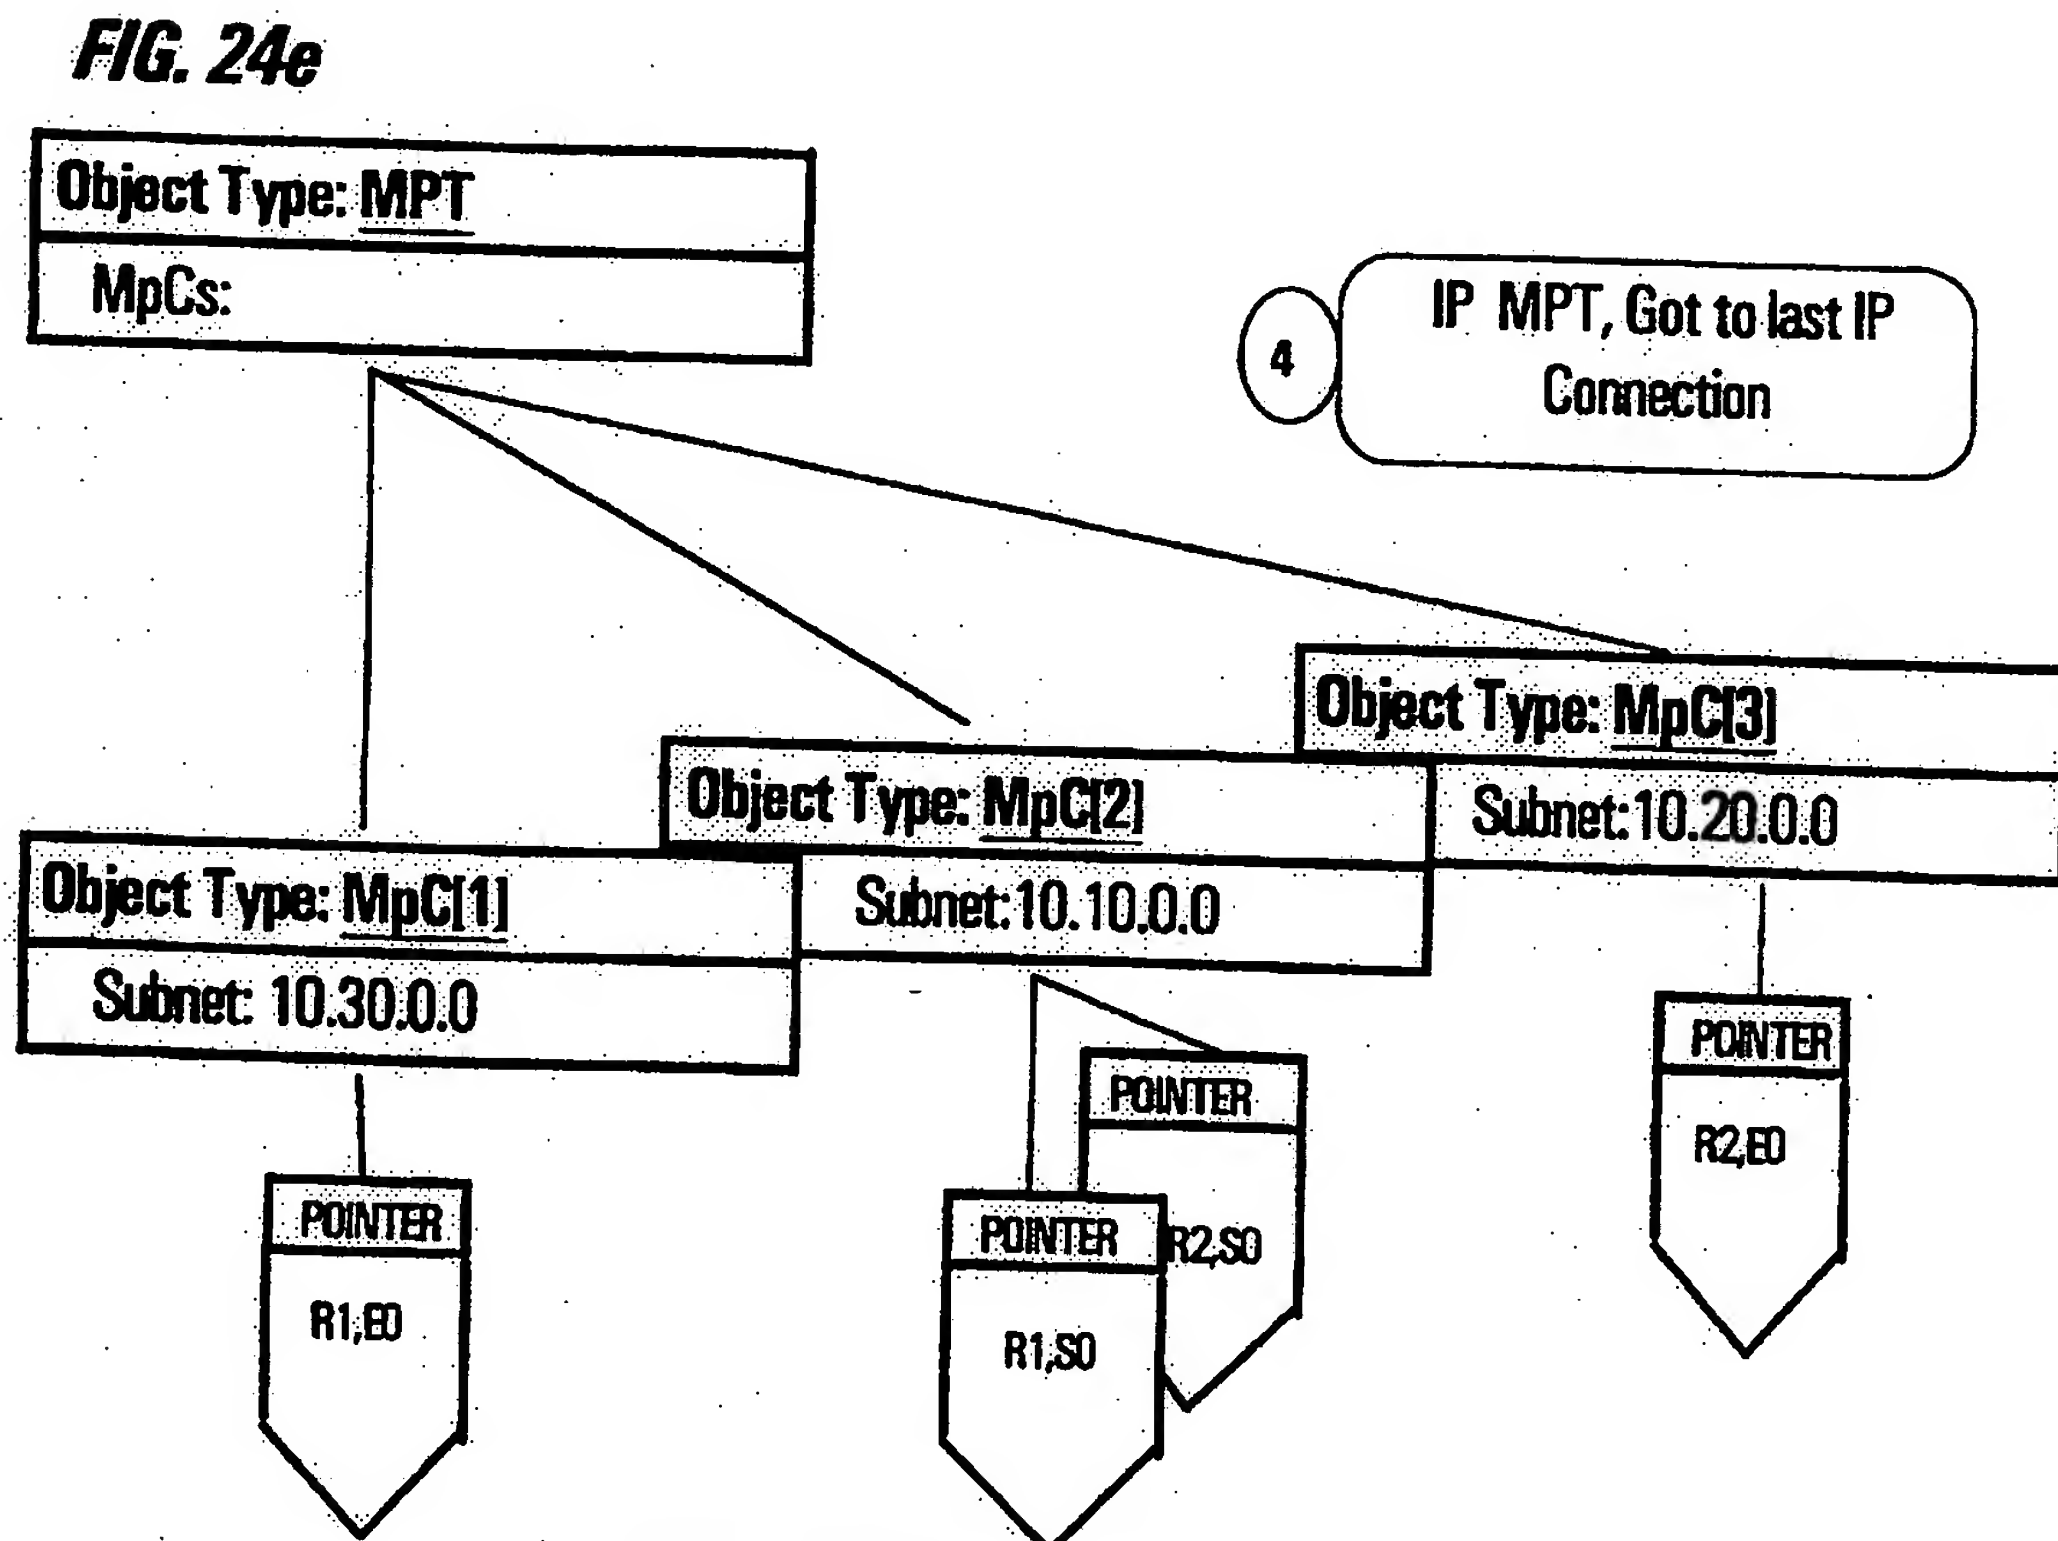 FIG. 24e
Object Type: MPT
MpCs:
4
IP MPT, Got to last IP
Connection
Object Type: MpC[3]
Subnet:10.20.0.0
Object Type: MpC[2]
Subnet:10.10.0.0
Object Type: MpC[1]
Subnet: 10.30.0.0
POINTER
R1,E0
POINTER
R1,S0
POINTER
R2,S0
POINTER
R2,E0